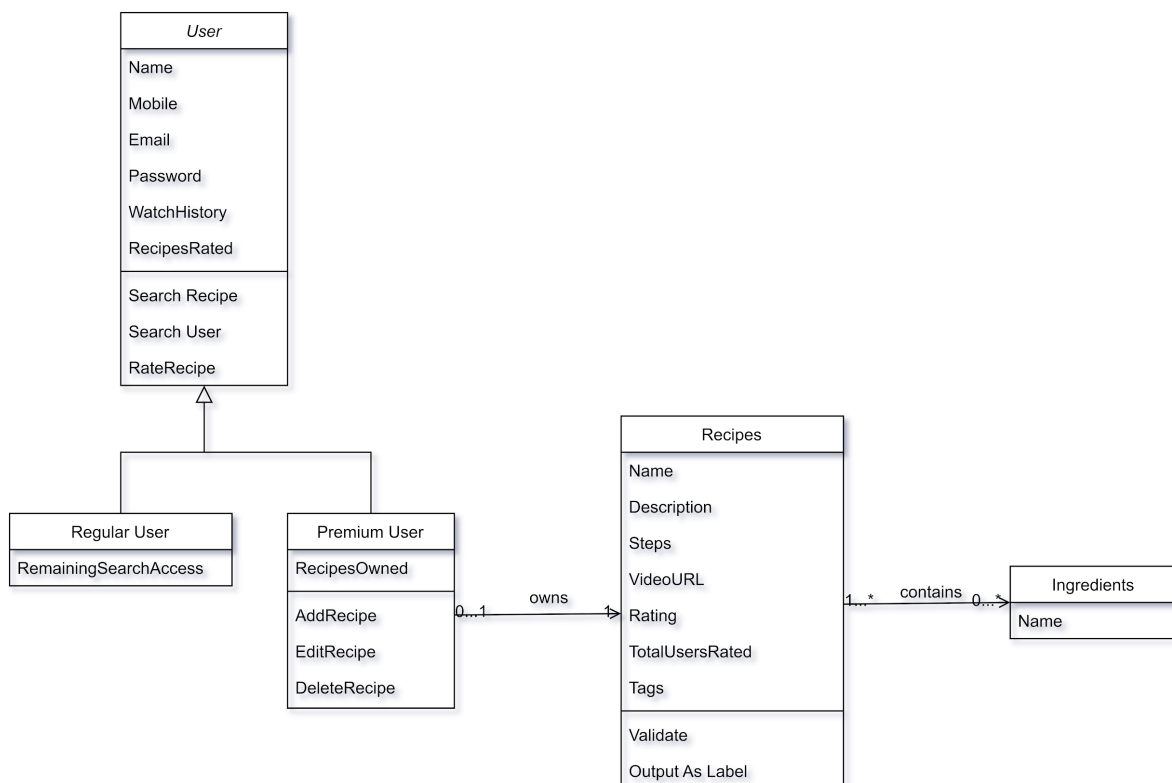 User
Name
Mobile
Email
Password
WatchHistory
RecipesRated
Search Recipe
Search User
RateRecipe
Regular User
RemainingSearchAccess
Premium User
RecipesOwned
AddRecipe
EditRecipe
DeleteRecipe
0...1
owns
1
Recipes
Name
Description
Steps
VideoURL
Rating
TotalUsersRated
Tags
Validate
Output As Label
1...*
contains
0...*
Ingredients
Name